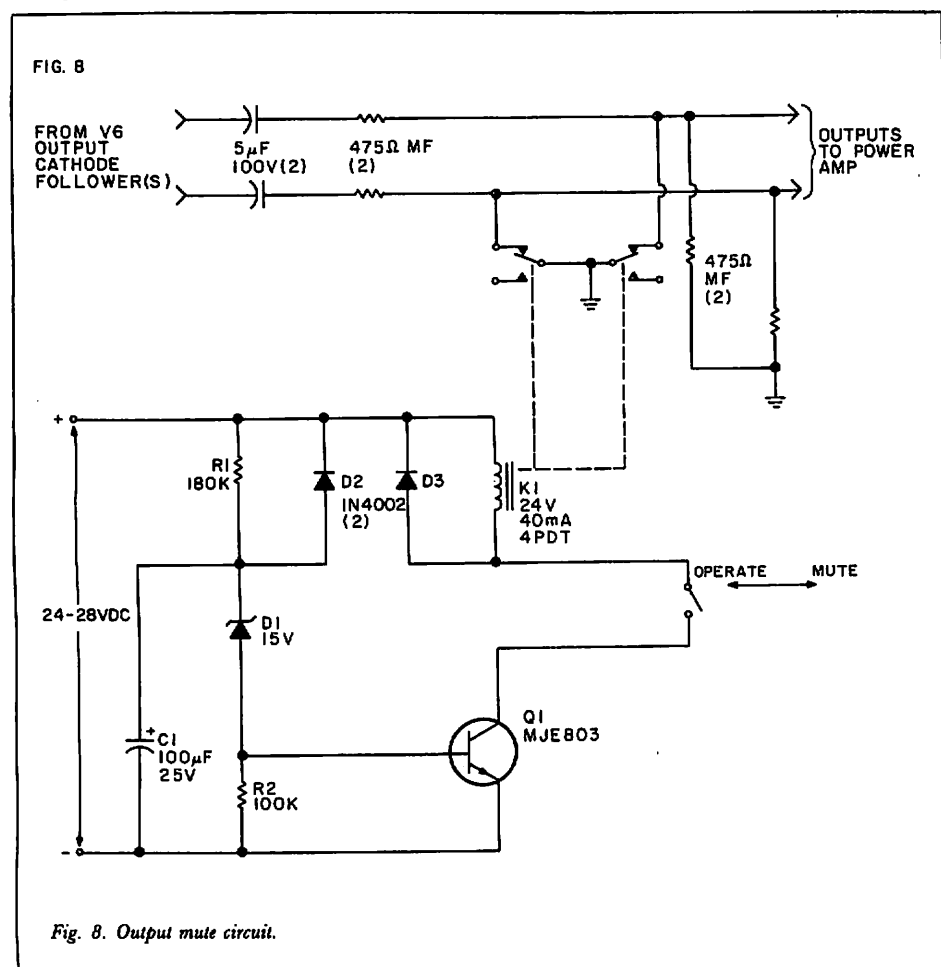 FIG. 8
FROM V6
OUTPUT
CATHODE
FOLLOWER(S)
5µF
100V(2)
475Ω MF
(2)
OUTPUTS
TO POWER
AMP
475Ω
MF
(2)
+
R1
180K
D2
IN4002
(2)
D3
K1
24V
40mA
4PDT
OPERATE
MUTE
24-28VDC
D1
15V
+
C1
100µF
25V
Q1
MJE803
R2
100K
-
Fig. 8. Output mute circuit.